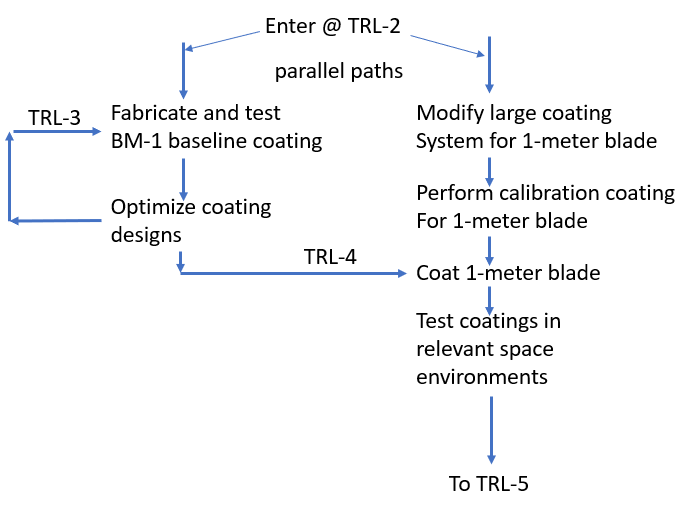 Enter @ TRL-2
parallel paths
TRL-3
Fabricate and test
BM-1 baseline coating
Optimize coating
designs
TRL-4
Modify large coating
System for 1-meter blade
Perform calibration coating
For 1-meter blade
Coat 1-meter blade
Test coatings in
relevant space
environments
To TRL-5